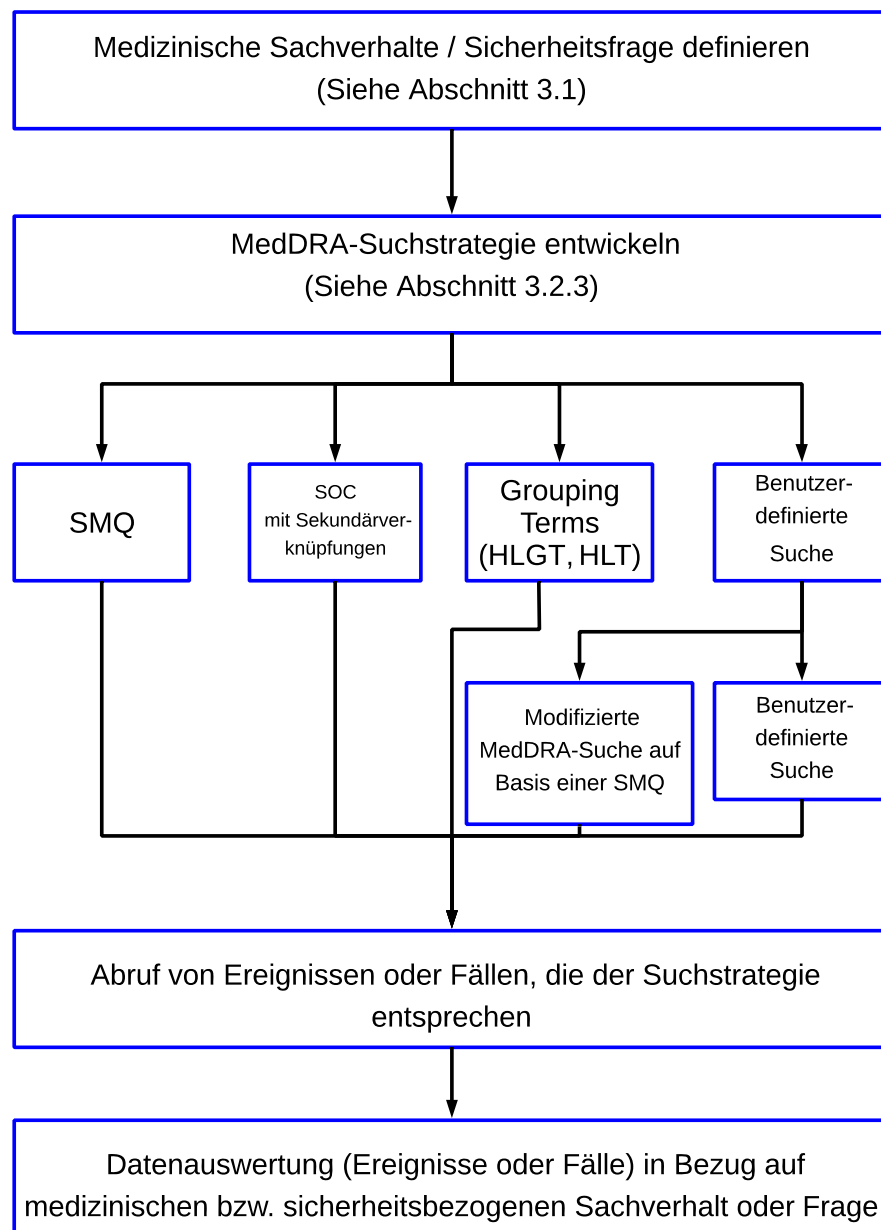 Medizinische Sachverhalte / Sicherheitsfrage definieren
(Siehe Abschnitt 3.1)
MedDRA-Suchstrategie entwickeln
(Siehe Abschnitt 3.2.3)
SMQ
SOC
mit Sekundärver-
knüpfungen
Grouping
Terms
(HLGT, HLT)
Benutzer-
definierte
Suche
Modifizierte
MedDRA-Suche auf
Basis einer SMQ
Benutzer-
definierte
Suche
Abruf von Ereignissen oder Fällen, die der Suchstrategie
entsprechen
Datenauswertung (Ereignisse oder Fälle) in Bezug auf
medizinischen bzw. sicherheitsbezogenen Sachverhalt oder Frage